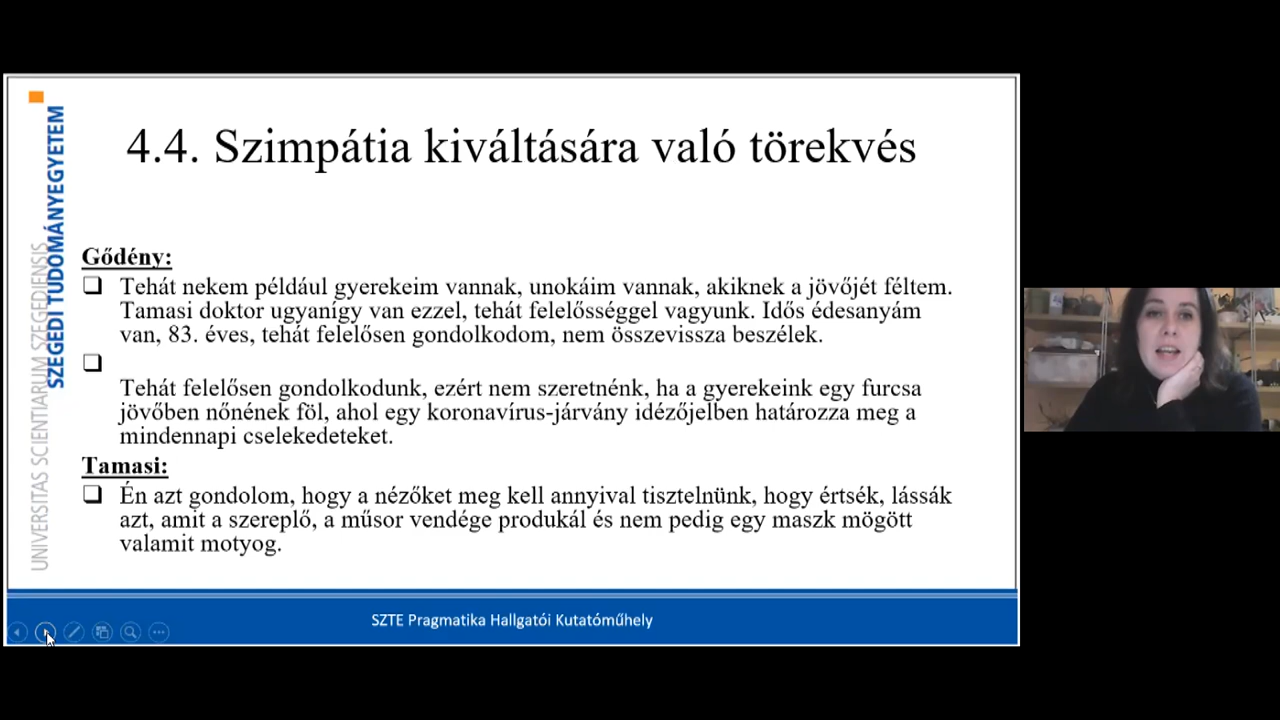 4.4. Szimpátia kiváltására való törekvés
Gődény:
Tehát nekem például gyerekeim vannak, unokáim vannak, akiknek a jövőjét féltem.
Tamasi doktor ugyanígy van ezzel, tehát felelősséggel vagyunk. Idős édesanyám
van, 83. éves, tehát felelősen gondolkodom, nem összevissza beszélek.
Tehát felelősen gondolkodunk, ezért nem szeretnénk, ha a gyerekeink egy furcsa
jövőben nőnének föl, ahol egy koronavírus-járvány idézőjelben határozza meg a
mindennapi cselekedeteket.
Tamasi:
Én azt gondolom, hogy a nézőket meg kell annyival tisztelnünk, hogy értsék, lássák
azt, amit a szereplő, a műsor vendége produkál és nem pedig egy maszk mögött
valamit motyog.
SZTE Pragmatika Hallgatói Kutatóműhely
UNIVERSITAS SCIENTIARUM SZEGEDIENSIS
SZEGEDI TUDOMÁNYEGYETEM